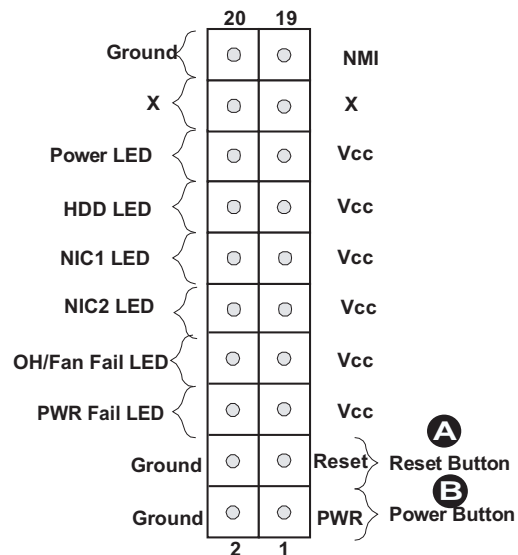 20 19
Ground NMI
X X
Power LED Vcc
HDD LED Vcc
NIC1 LED Vcc
NIC2 LED Vcc
OH/Fan Fail LED Vcc
PWR Fail LED Vcc
A
Ground Reset Reset Button
B
Ground PWR Power Button
2 1